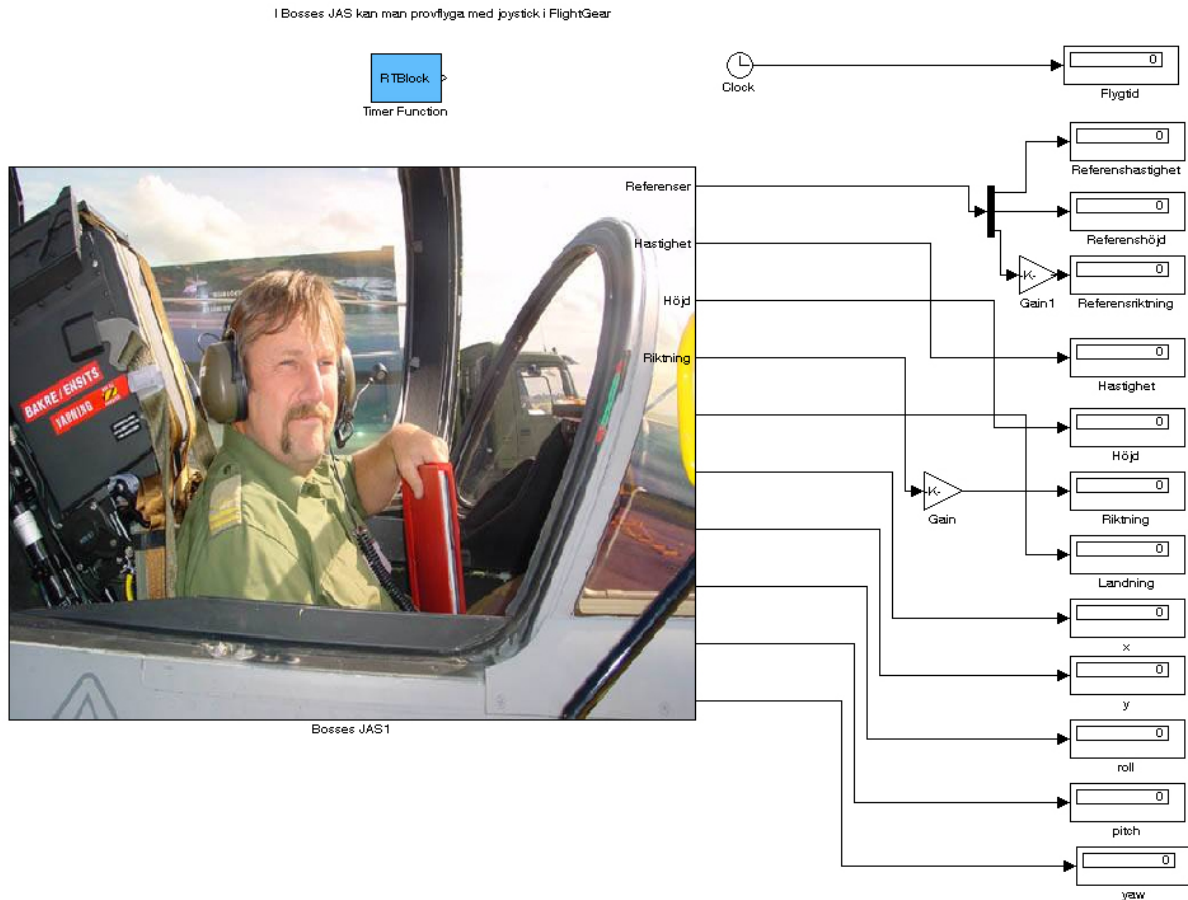 I Bosses JAS kan man provflyga med joystick i FlightGear
RTBlock
Timer Function
Clock
0
Flygtid
Referenser
Hastighet
Höjd
Riktning
BAKRE / ENSITS
VARNING
0
Referenshastighet
0
Referenshöjd
-K-
Gain1
0
Referensriktning
0
Hastighet
0
Höjd
-K-
Gain
0
Riktning
0
Landning
0
x
0
y
0
roll
0
pitch
0
yaw
Bosses JAS1